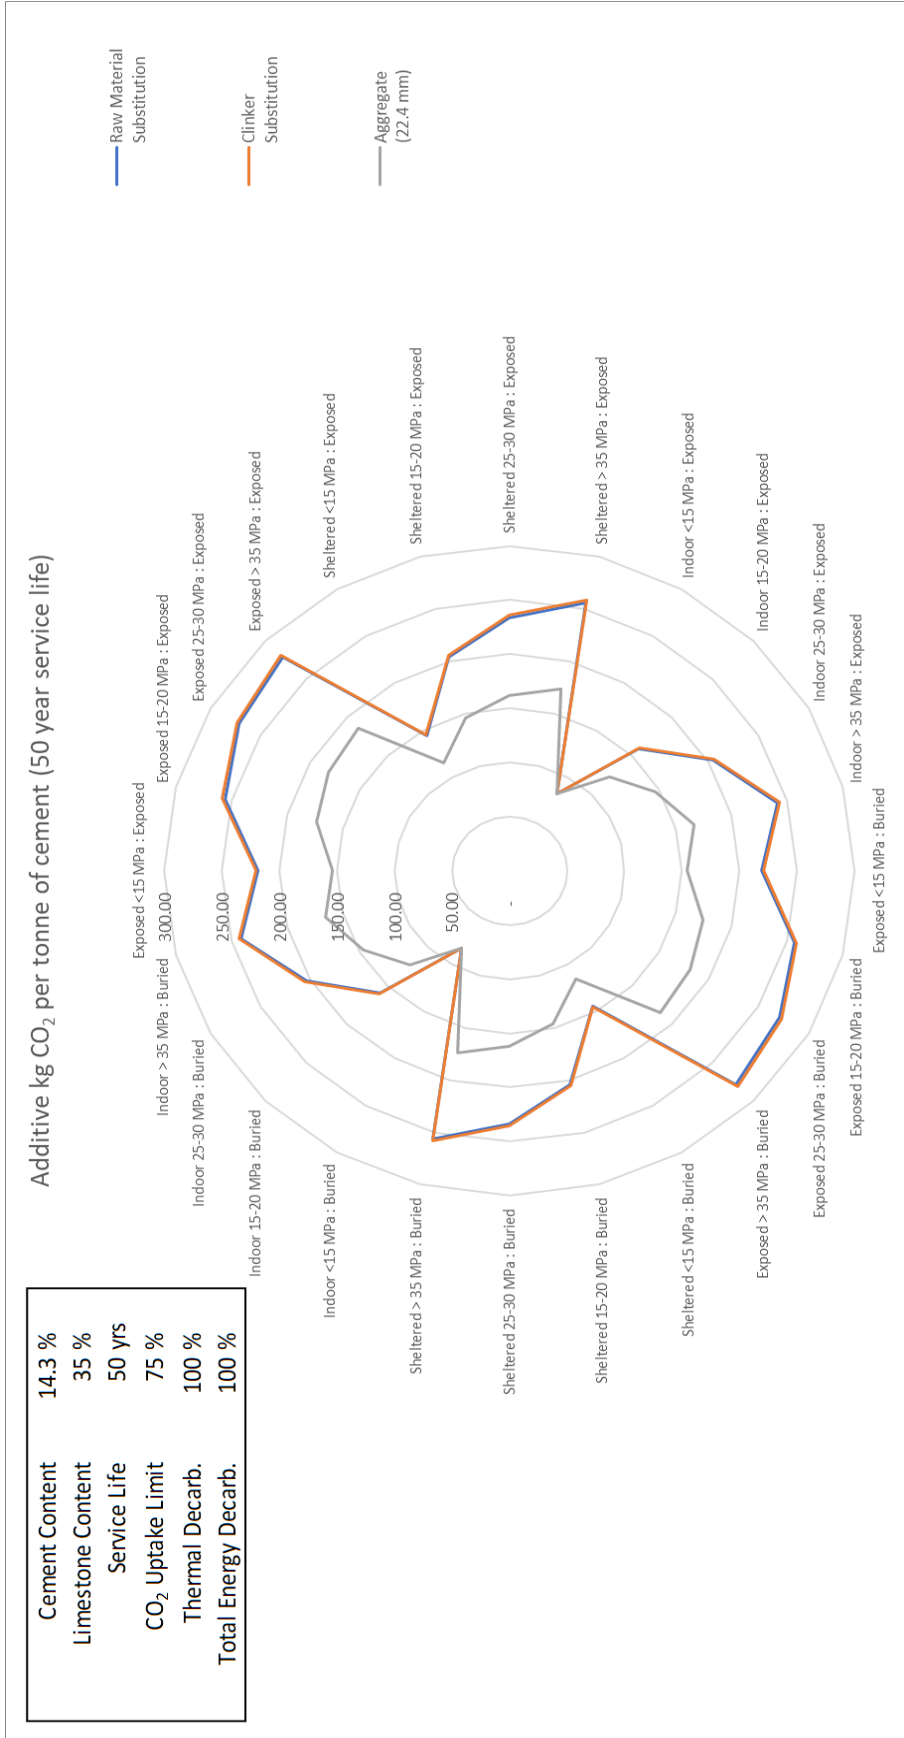 Additive kg CO₂ per tonne of cement (50 year service life)
Cement Content 14.3 %
Limestone Content 35 %
Service Life 50 yrs
CO₂ Uptake Limit 75 %
Thermal Decarb. 100 %
Total Energy Decarb. 100 %
Exposed <15 MPa : Exposed
Exposed 15-20 MPa : Exposed
Exposed 25-30 MPa : Exposed
Exposed > 35 MPa : Exposed
Sheltered <15 MPa : Exposed
Sheltered 15-20 MPa : Exposed
Sheltered 25-30 MPa : Exposed
Sheltered > 35 MPa : Exposed
Indoor <15 MPa : Exposed
Indoor 15-20 MPa : Exposed
Indoor 25-30 MPa : Exposed
Indoor > 35 MPa : Exposed
Exposed <15 MPa : Buried
Exposed 15-20 MPa : Buried
Exposed 25-30 MPa : Buried
Exposed > 35 MPa : Buried
Sheltered <15 MPa : Buried
Sheltered 15-20 MPa : Buried
Sheltered 25-30 MPa : Buried
Sheltered > 35 MPa : Buried
Indoor <15 MPa : Buried
Indoor 15-20 MPa : Buried
Indoor 25-30 MPa : Buried
Indoor > 35 MPa : Buried
300.00
250.00
200.00
150.00
100.00
50.00
-
Raw Material
Substitution
Clinker
Substitution
Aggregate
(22.4 mm)